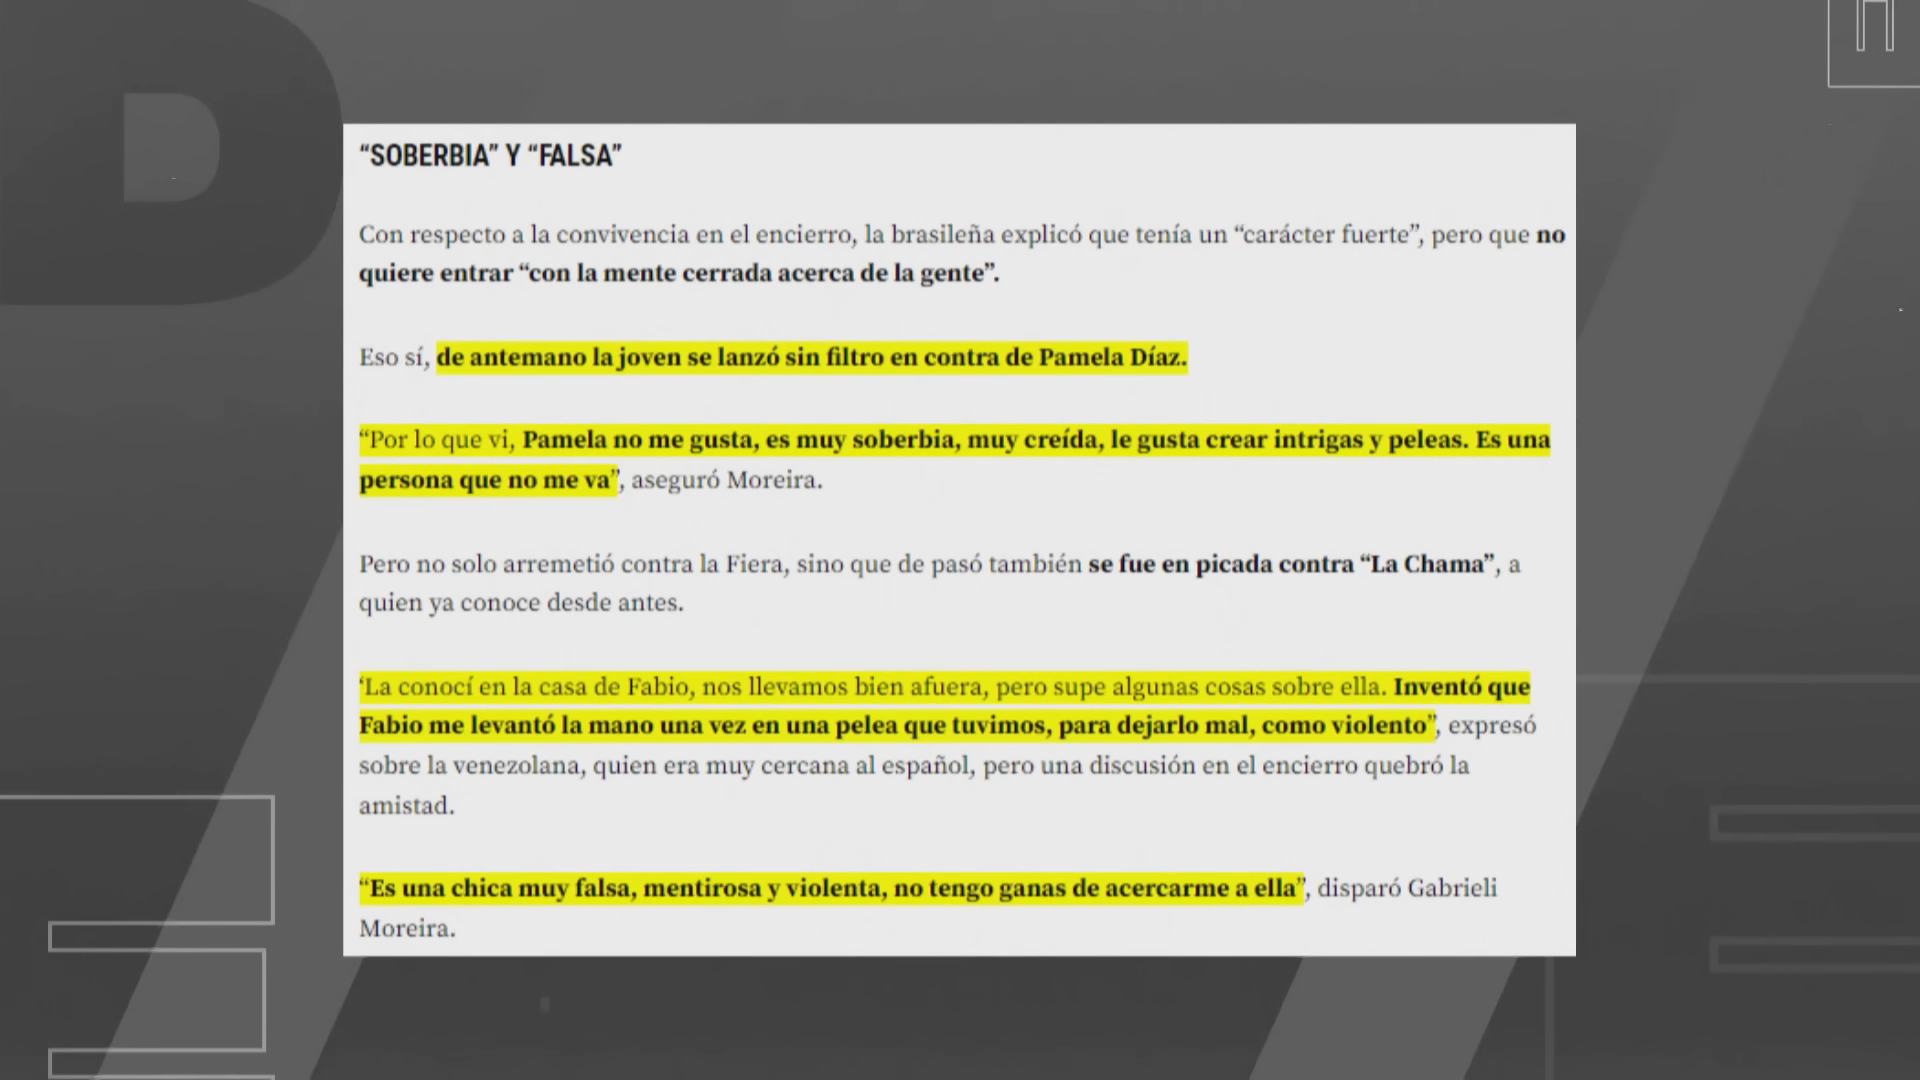 “SOBERBIA” Y “FALSA”
Con respecto a la convivencia en el encierro, la brasileña explicó que tenía un “carácter fuerte”, pero que no
quiere entrar “con la mente cerrada acerca de la gente”.
Eso sí, de antemano la joven se lanzó sin filtro en contra de Pamela Díaz.
“Por lo que vi, Pamela no me gusta, es muy soberbia, muy creída, le gusta crear intrigas y peleas. Es una
persona que no me va”, aseguró Moreira.
Pero no solo arremetió contra la Fiera, sino que de pasó también se fue en picada contra “La Chama”, a
quien ya conoce desde antes.
‘La conocí en la casa de Fabio, nos llevamos bien afuera, pero supe algunas cosas sobre ella. Inventó que
Fabio me levantó la mano una vez en una pelea que tuvimos, para dejarlo mal, como violento”, expresó
sobre la venezolana, quien era muy cercana al español, pero una discusión en el encierro quebró la
amistad.
“Es una chica muy falsa, mentirosa y violenta, no tengo ganas de acercarme a ella”, disparó Gabrieli
Moreira.